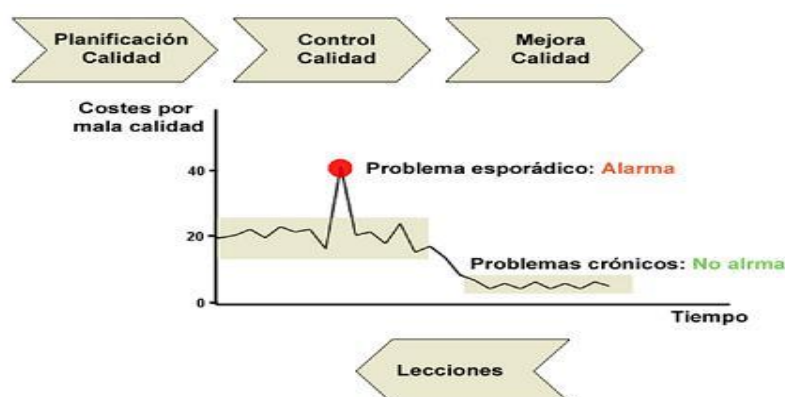 Planificación
Calidad
Control
Calidad
Mejora
Calidad
Costes por
mala calidad
40
Problema esporádico: Alarma
20
Problemas crónicos: No alrma
0
Tiempo
Lecciones